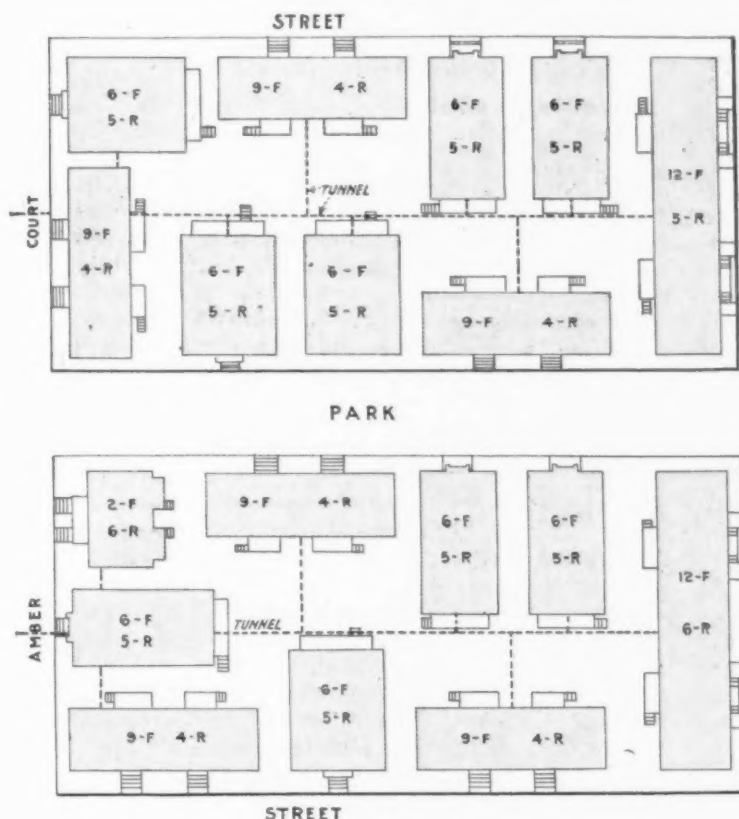 STREET
6-F
5-R
9-F 4-R
6-F
5-R
6-F
5-R
12-F
5-R
COURT
9-F
4-R
TUNNEL
6-F
5-R
6-F
5-R
9-F 4-R
PARK
2-F
6-R
9-F 4-R
6-F
5-R
6-F
5-R
12-F
6-R
AMBER
6-F
5-R
TUNNEL
6-F
5-R
9-F 4-R
9-F 4-R
STREET